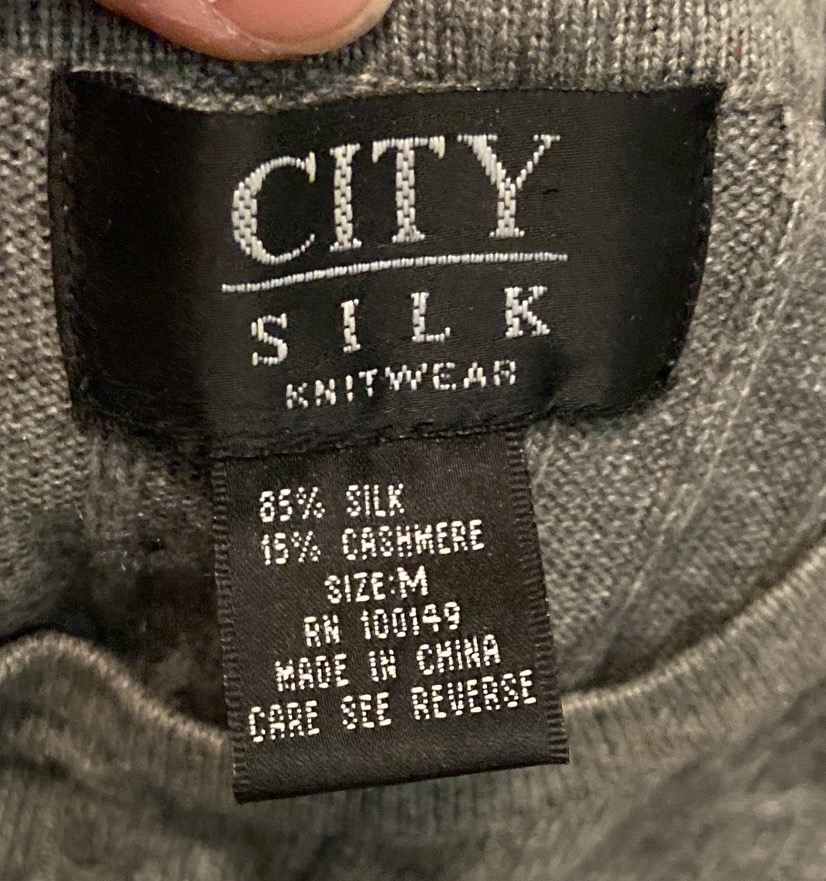 CITY
SILK
KNITWEAR
85% SILK
15% CASHMERE
SIZE:M
RN 100149
MADE IN CHINA
CARE SEE REVERSE